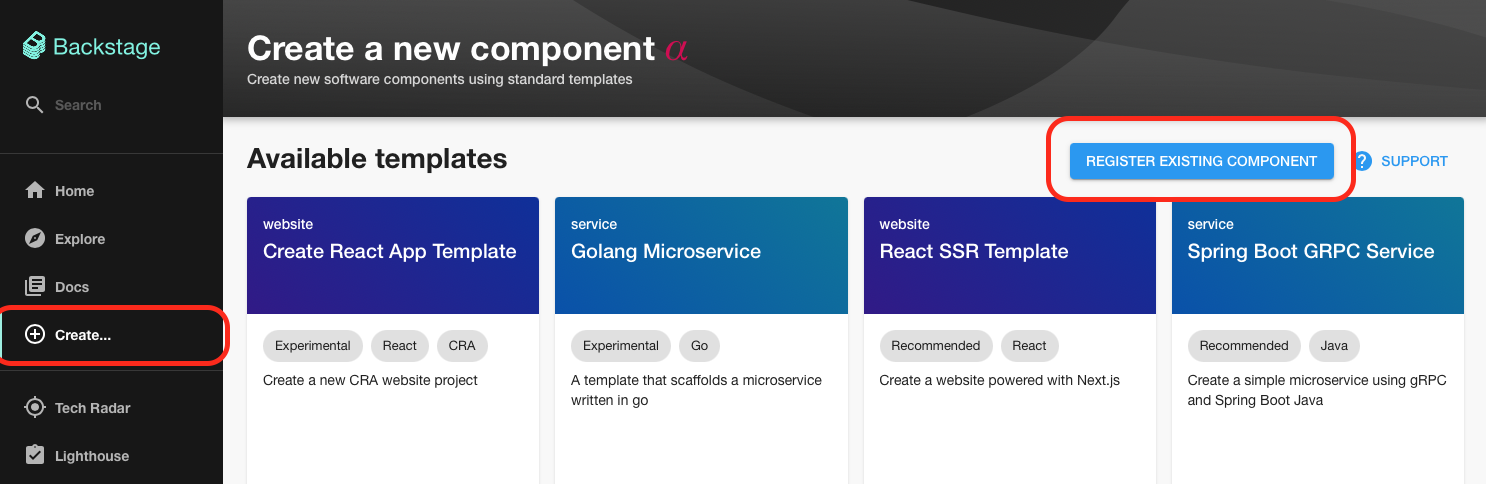 Backstage
Search
Home
Explore
Docs
Create...
Tech Radar
Lighthouse
Create a new component α
Create new software components using standard templates
Available templates
REGISTER EXISTING COMPONENT
? SUPPORT
website
Create React App Template
Experimental React CRA
Create a new CRA website project
service
Golang Microservice
Experimental Go
A template that scaffolds a microservice
written in go
website
React SSR Template
Recommended React
Create a website powered with Next.js
service
Spring Boot GRPC Service
Recommended Java
Create a simple microservice using gRPC
and Spring Boot Java